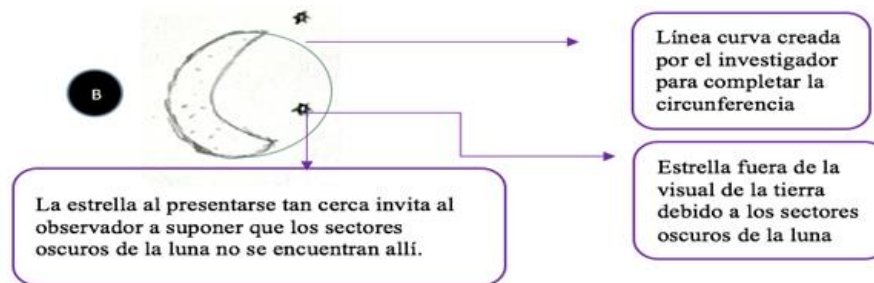 B
Línea curva creada
por el investigador
para completar la
circunferencia
Estrella fuera de la
visual de la tierra
debido a los sectores
oscuros de la luna
La estrella al presentarse tan cerca invita al
observador a suponer que los sectores
oscuros de la luna no se encuentran allí.